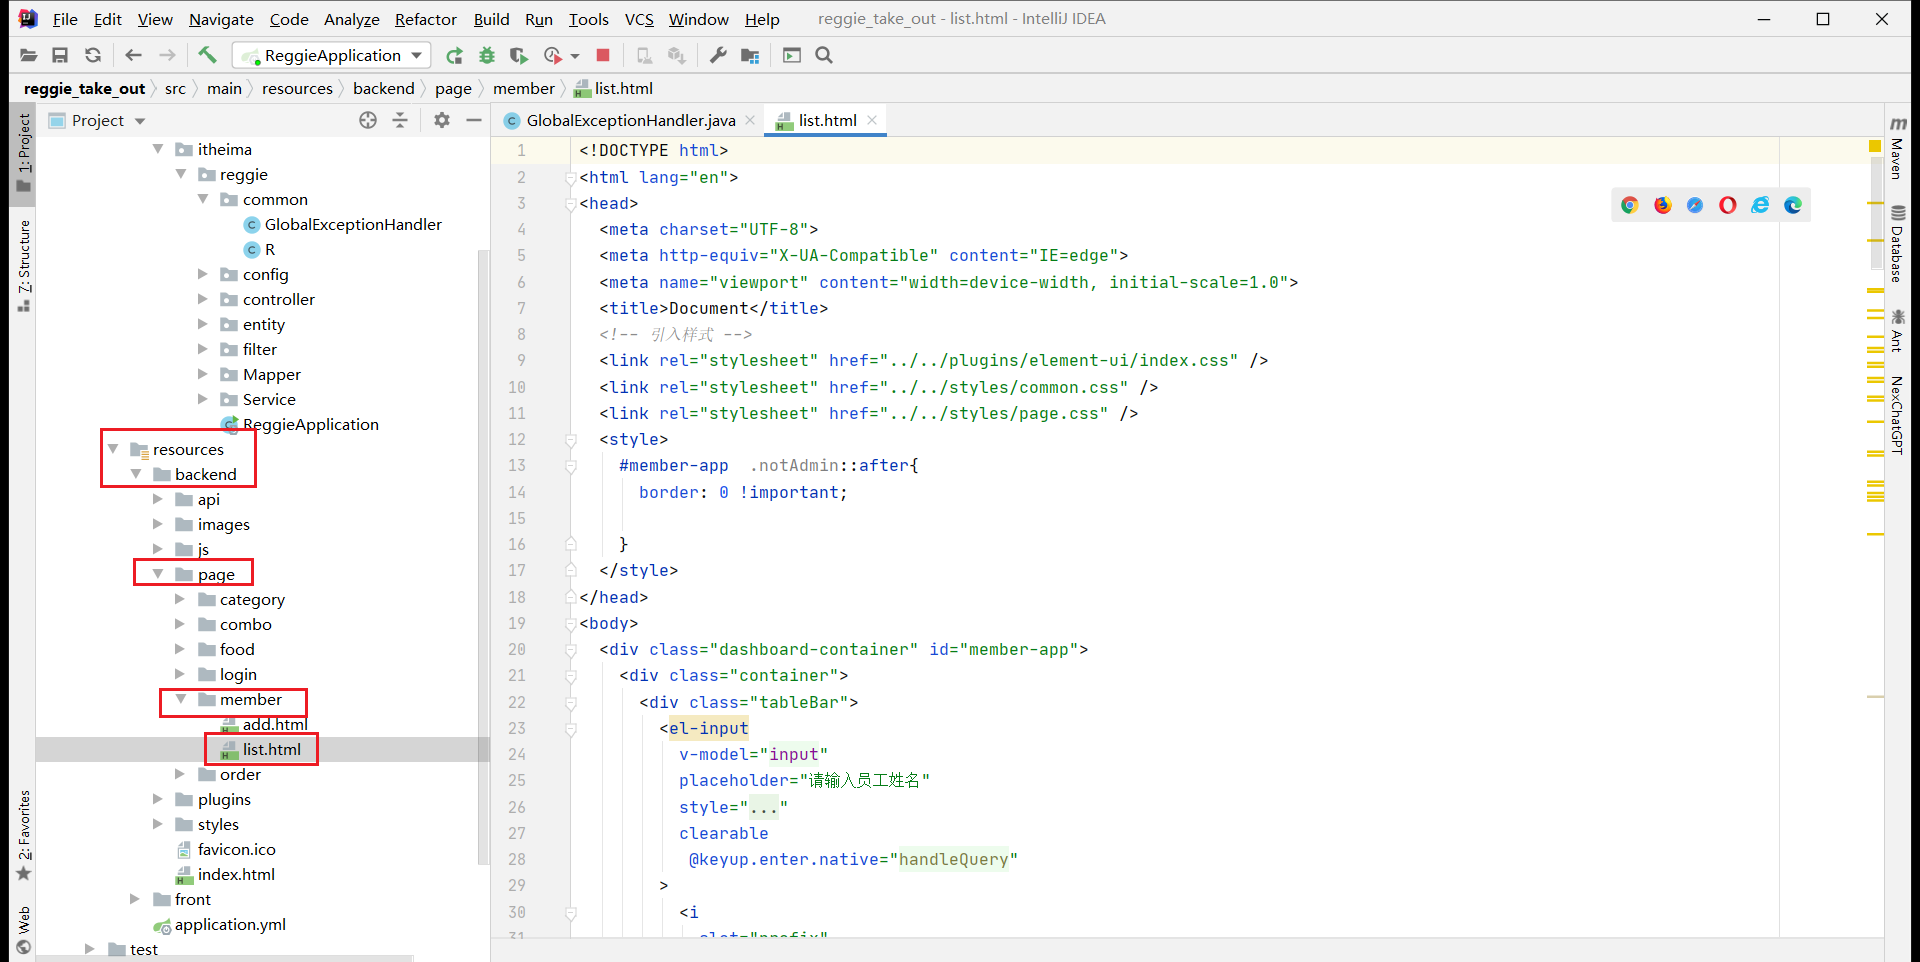 File Edit View Navigate Code Analyze Refactor Build Run Tools VCS Window Help reggie_take_out - list.html - IntelliJ IDEA
ReggieApplication
reggie_take_out src main resources backend page member list.html
1: Project
7: Structure
2: Favorites
Web
Project
itheima
reggie
common
GlobalExceptionHandler
R
config
controller
entity
filter
Mapper
Service
ReggieApplication
resources
backend
api
images
js
page
category
combo
food
login
member
add.html
list.html
order
plugins
styles
favicon.ico
index.html
front
application.yml
test
GlobalExceptionHandler.java list.html
1 <!DOCTYPE html>
2 <html lang="en">
3 <head>
4 <meta charset="UTF-8">
5 <meta http-equiv="X-UA-Compatible" content="IE=edge">
6 <meta name="viewport" content="width=device-width, initial-scale=1.0">
7 <title>Document</title>
8 <!-- 引入样式 -->
9 <link rel="stylesheet" href="../../plugins/element-ui/index.css" />
10 <link rel="stylesheet" href="../../styles/common.css" />
11 <link rel="stylesheet" href="../../styles/page.css" />
12 <style>
13 #member-app .notAdmin::after{
14 border: 0 !important;
15
16 }
17 </style>
18 </head>
19 <body>
20 <div class="dashboard-container" id="member-app">
21 <div class="container">
22 <div class="tableBar">
23 <el-input
24 v-model="input"
25 placeholder="请输入员工姓名"
26 style="..."
27 clearable
28 @keyup.enter.native="handleQuery"
29 >
30 <i
31 slot="prefix"
Maven
Database
Ant
NexChatGPT